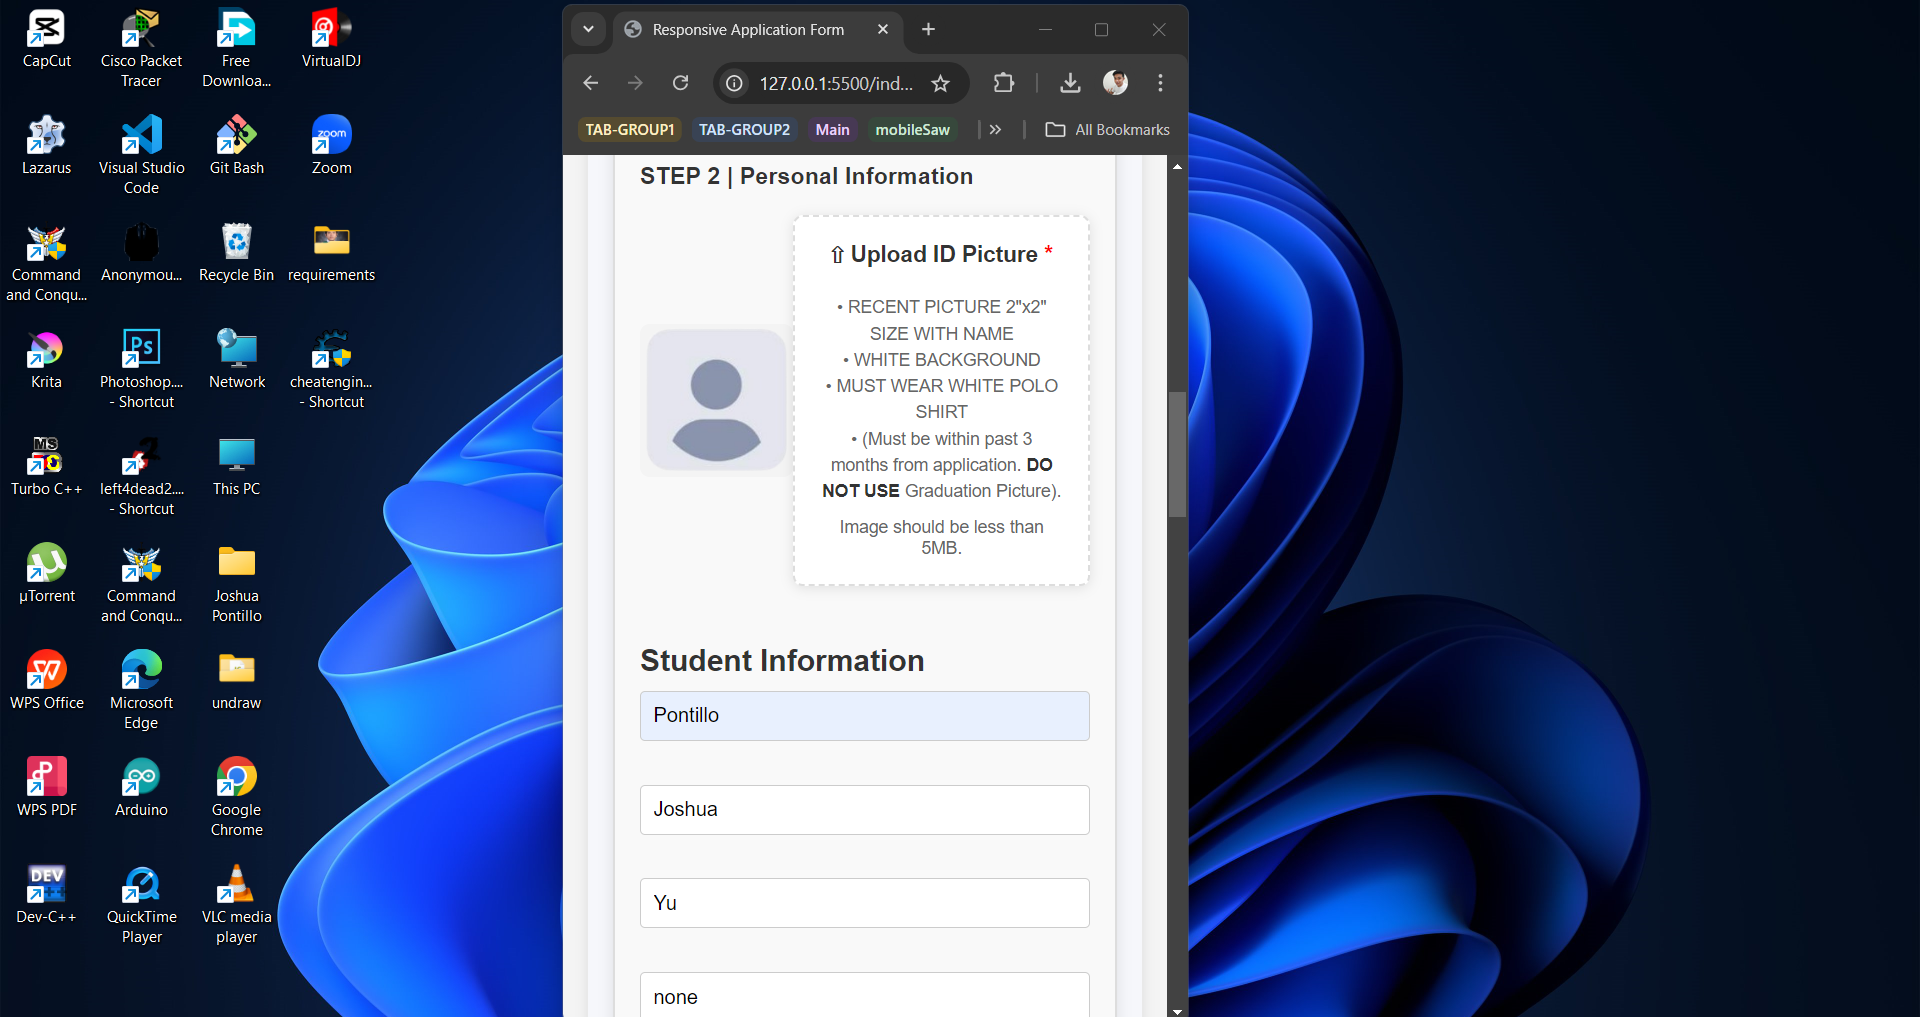 CapCut
Cisco Packet
Tracer
Free
Downloa...
VirtualDJ
Lazarus
Visual Studio
Code
Git Bash
zoom
Zoom
Command
and Conqu...
Anonymou...
Recycle Bin
requirements
Krita
Ps
Photoshop....
- Shortcut
Network
cheatengin...
- Shortcut
MS
Turbo C++
left4dead2....
- Shortcut
This PC
µTorrent
Command
and Conqu...
Joshua
Pontillo
WPS Office
Microsoft
Edge
undraw
WPS PDF
Arduino
Google
Chrome
DEV
Dev-C++
QuickTime
Player
VLC media
player
Responsive Application Form
127.0.0.1:5500/ind...
TAB-GROUP1
TAB-GROUP2
Main
mobileSaw
All Bookmarks
STEP 2 | Personal Information
⇧ Upload ID Picture *
• RECENT PICTURE 2"x2"
SIZE WITH NAME
• WHITE BACKGROUND
• MUST WEAR WHITE POLO
SHIRT
• (Must be within past 3
months from application. DO
NOT USE Graduation Picture).
Image should be less than
5MB.
Student Information
Pontillo
Joshua
Yu
none